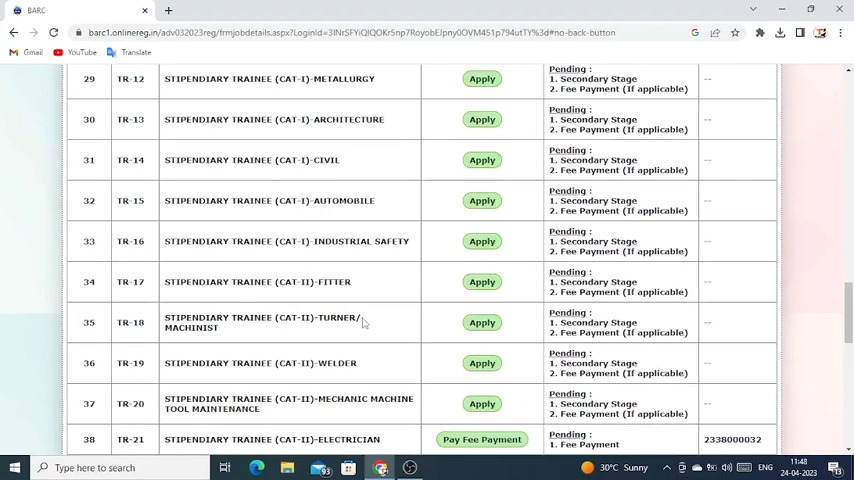 BARC
barc1.onlinereg.in/adv032023reg/frmjobdetails.aspx?LoginId=3INrSFYiQlQOKr5np7RoyobEJpny0OVM451p794utTY%3d#no-back-button
Gmail YouTube Translate
29 TR-12 STIPENDIARY TRAINEE (CAT-I)-METALLURGY Apply Pending : --
1. Secondary Stage
2. Fee Payment (If applicable)
30 TR-13 STIPENDIARY TRAINEE (CAT-I)-ARCHITECTURE Apply Pending : --
1. Secondary Stage
2. Fee Payment (If applicable)
31 TR-14 STIPENDIARY TRAINEE (CAT-I)-CIVIL Apply Pending : --
1. Secondary Stage
2. Fee Payment (If applicable)
32 TR-15 STIPENDIARY TRAINEE (CAT-I)-AUTOMOBILE Apply Pending : --
1. Secondary Stage
2. Fee Payment (If applicable)
33 TR-16 STIPENDIARY TRAINEE (CAT-I)-INDUSTRIAL SAFETY Apply Pending : --
1. Secondary Stage
2. Fee Payment (If applicable)
34 TR-17 STIPENDIARY TRAINEE (CAT-II)-FITTER Apply Pending : --
1. Secondary Stage
2. Fee Payment (If applicable)
35 TR-18 STIPENDIARY TRAINEE (CAT-II)-TURNER/ Apply Pending : --
MACHINIST 1. Secondary Stage
2. Fee Payment (If applicable)
36 TR-19 STIPENDIARY TRAINEE (CAT-II)-WELDER Apply Pending : --
1. Secondary Stage
2. Fee Payment (If applicable)
37 TR-20 STIPENDIARY TRAINEE (CAT-II)-MECHANIC MACHINE Apply Pending : --
TOOL MAINTENANCE 1. Secondary Stage
2. Fee Payment (If applicable)
38 TR-21 STIPENDIARY TRAINEE (CAT-II)-ELECTRICIAN Pay Fee Payment Pending : 2338000032
1. Fee Payment
Type here to search 93 30°C Sunny ENG 11:48
24-04-2023 13